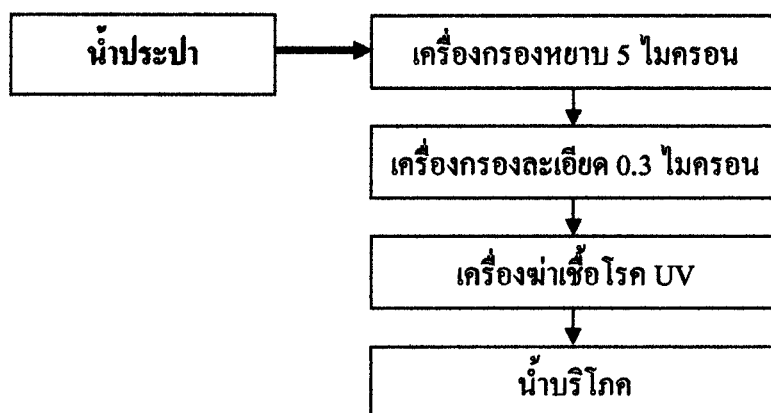 น้ำประปา
เครื่องกรองหยาบ 5 ไมครอน
เครื่องกรองละเอียด 0.3 ไมครอน
เครื่องฆ่าเชื้อโรค UV
น้ำบริโภค